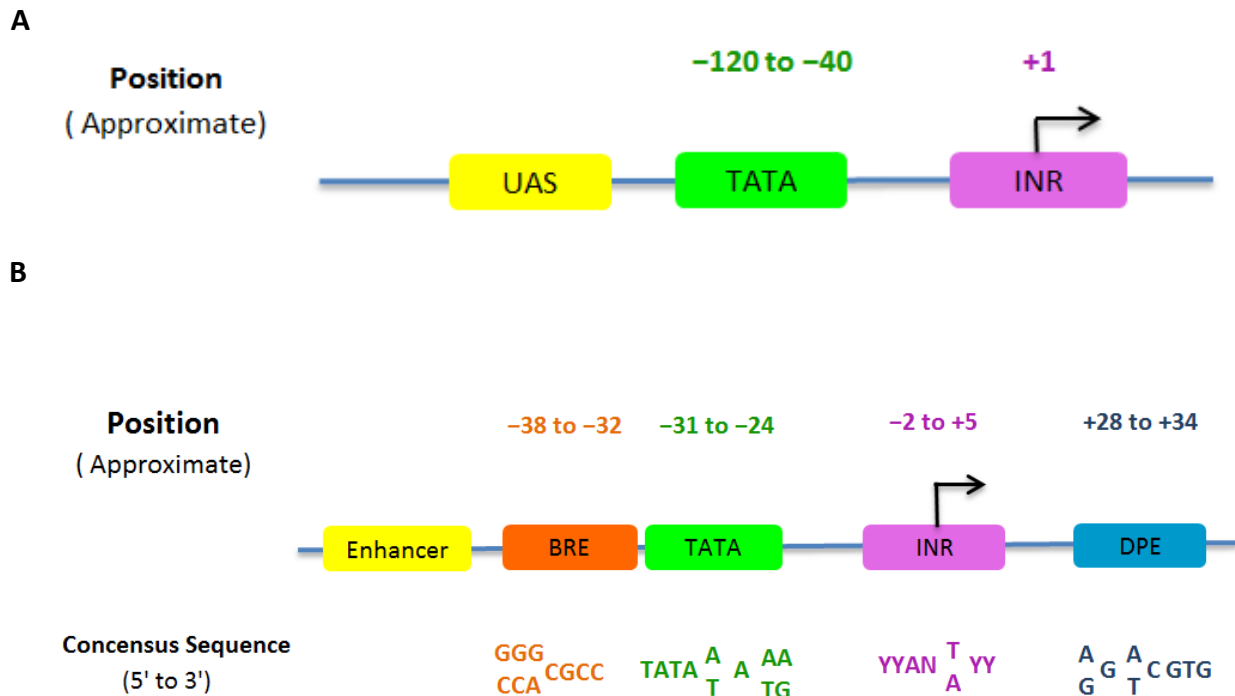 A
−120 to −40 +1
Position
( Approximate)
UAS TATA INR
B
Position −38 to −32 −31 to −24 −2 to +5 +28 to +34
( Approximate)
Enhancer BRE TATA INR DPE
GGG A AA T A A
Concensus Sequence CGCC TATA A YYAN YY G C GTG
(5' to 3') CCA T TG A G T